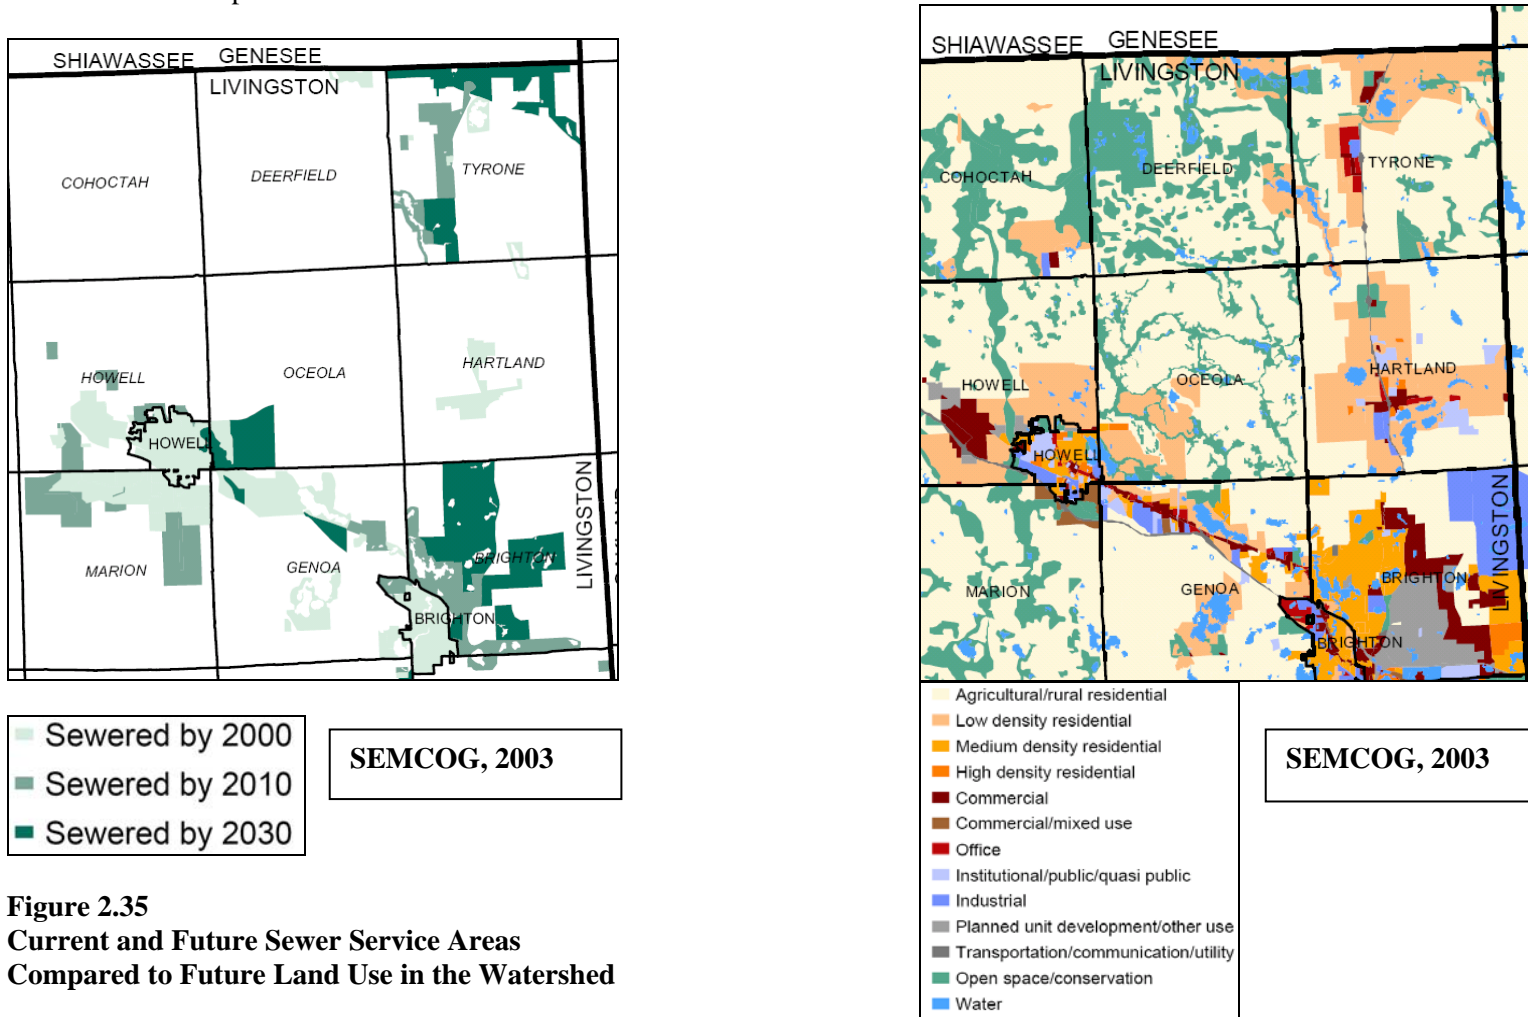 SHIAWASSEE GENESEE
LIVINGSTON
COHOCTAH
DEERFIELD
TYRONE
HOWELL
OCEOLA
HARTLAND
HOWELL
MARION
GENOA
BRIGHTON
BRIGHTON
LIVINGSTON
Sewered by 2000
Sewered by 2010
Sewered by 2030
SEMCOG, 2003
Figure 2.35
Current and Future Sewer Service Areas
Compared to Future Land Use in the Watershed
SHIAWASSEE GENESEE
LIVINGSTON
COHOCTAH
DEERFIELD
TYRONE
HOWELL
OCEOLA
HARTLAND
HOWELL
MARION
GENOA
BRIGHTON
BRIGHTON
LIVINGSTON
Agricultural/rural residential
Low density residential
Medium density residential
High density residential
Commercial
Commercial/mixed use
Office
Institutional/public/quasi public
Industrial
Planned unit development/other use
Transportation/communication/utility
Open space/conservation
Water
SEMCOG, 2003